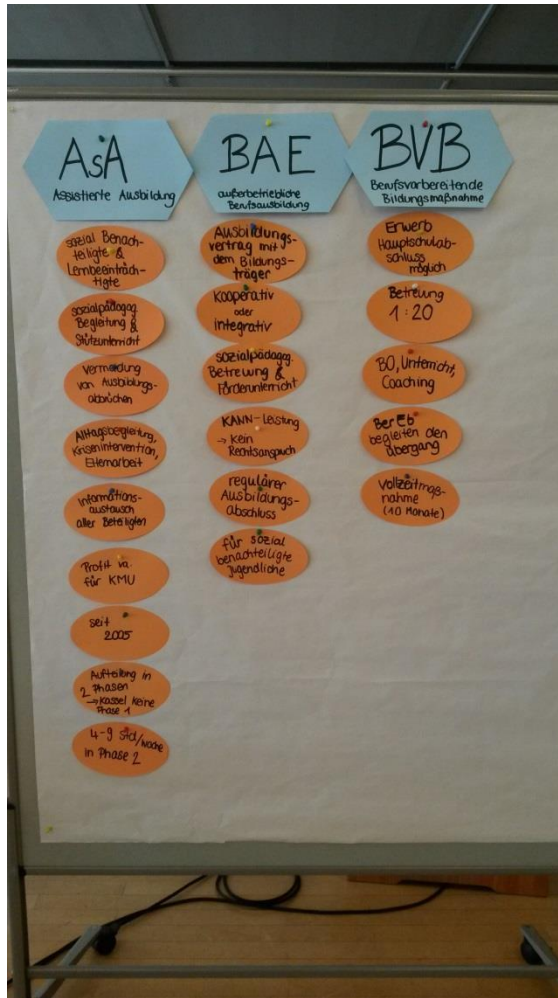 AsA
Assistierte Ausbildung
sozial Benach-
teiligte &
Lernbeeinträch-
tigte
sozialpädagog.
Begleitung &
Stützunterricht
Vermeidung
von Ausbildungs-
abbrüchen
Alltagsbegleitung,
Krisenintervention,
Elternarbeit
Informations-
austausch
aller Beteiligten
Profit v.a.
für KMU
seit
2005
Aufteilung in
2 Phasen
→ Kassel keine
Phase 1
4-9 Std/Woche
in Phase 2
BAE
außerbetriebliche
Berufsausbildung
Ausbildungs-
vertrag mit
dem Bildungs-
träger
Kooperativ
oder
integrativ
sozialpädagog.
Betreuung &
Förderunterricht
KANN-Leistung
→ Kein
Rechtsanspruch
regulärer
Ausbildungs-
abschluss
für sozial
benachteiligte
Jugendliche
BVB
Berufsvorbereitende
Bildungsmaßnahme
Erwerb
Hauptschulab-
schluss
möglich
Betreuung
1:20
BO, Unterricht,
Coaching
BerEb
begleiten den
Übergang
Vollzeitmaß-
nahme
(10 Monate)